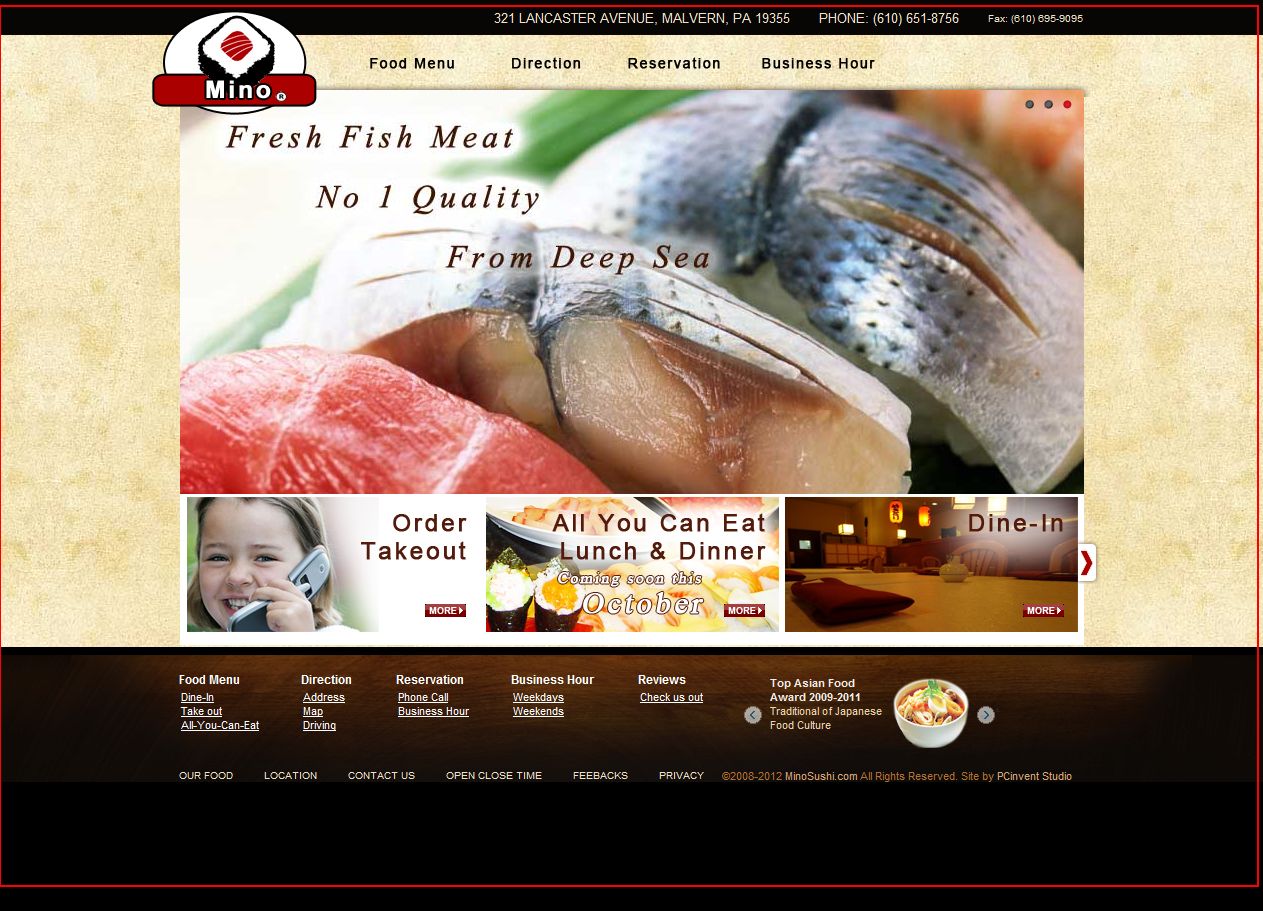 321 LANCASTER AVENUE, MALVERN, PA 19355 PHONE: (610) 651-8756 Fax: (610) 695-9095
Mino ®
Food Menu Direction Reservation Business Hour
Fresh Fish Meat
No 1 Quality
From Deep Sea
Order
Takeout
MORE
All You Can Eat
Lunch & Dinner
Coming soon this
October
MORE
Dine-In
MORE
Food Menu
Dine-In
Take out
All-You-Can-Eat
Direction
Address
Map
Driving
Reservation
Phone Call
Business Hour
Business Hour
Weekdays
Weekends
Reviews
Check us out
Top Asian Food
Award 2009-2011
Traditional of Japanese
Food Culture
OUR FOOD LOCATION CONTACT US OPEN CLOSE TIME FEEBACKS PRIVACY ©2008-2012 MinoSushi.com All Rights Reserved. Site by PCinvent Studio